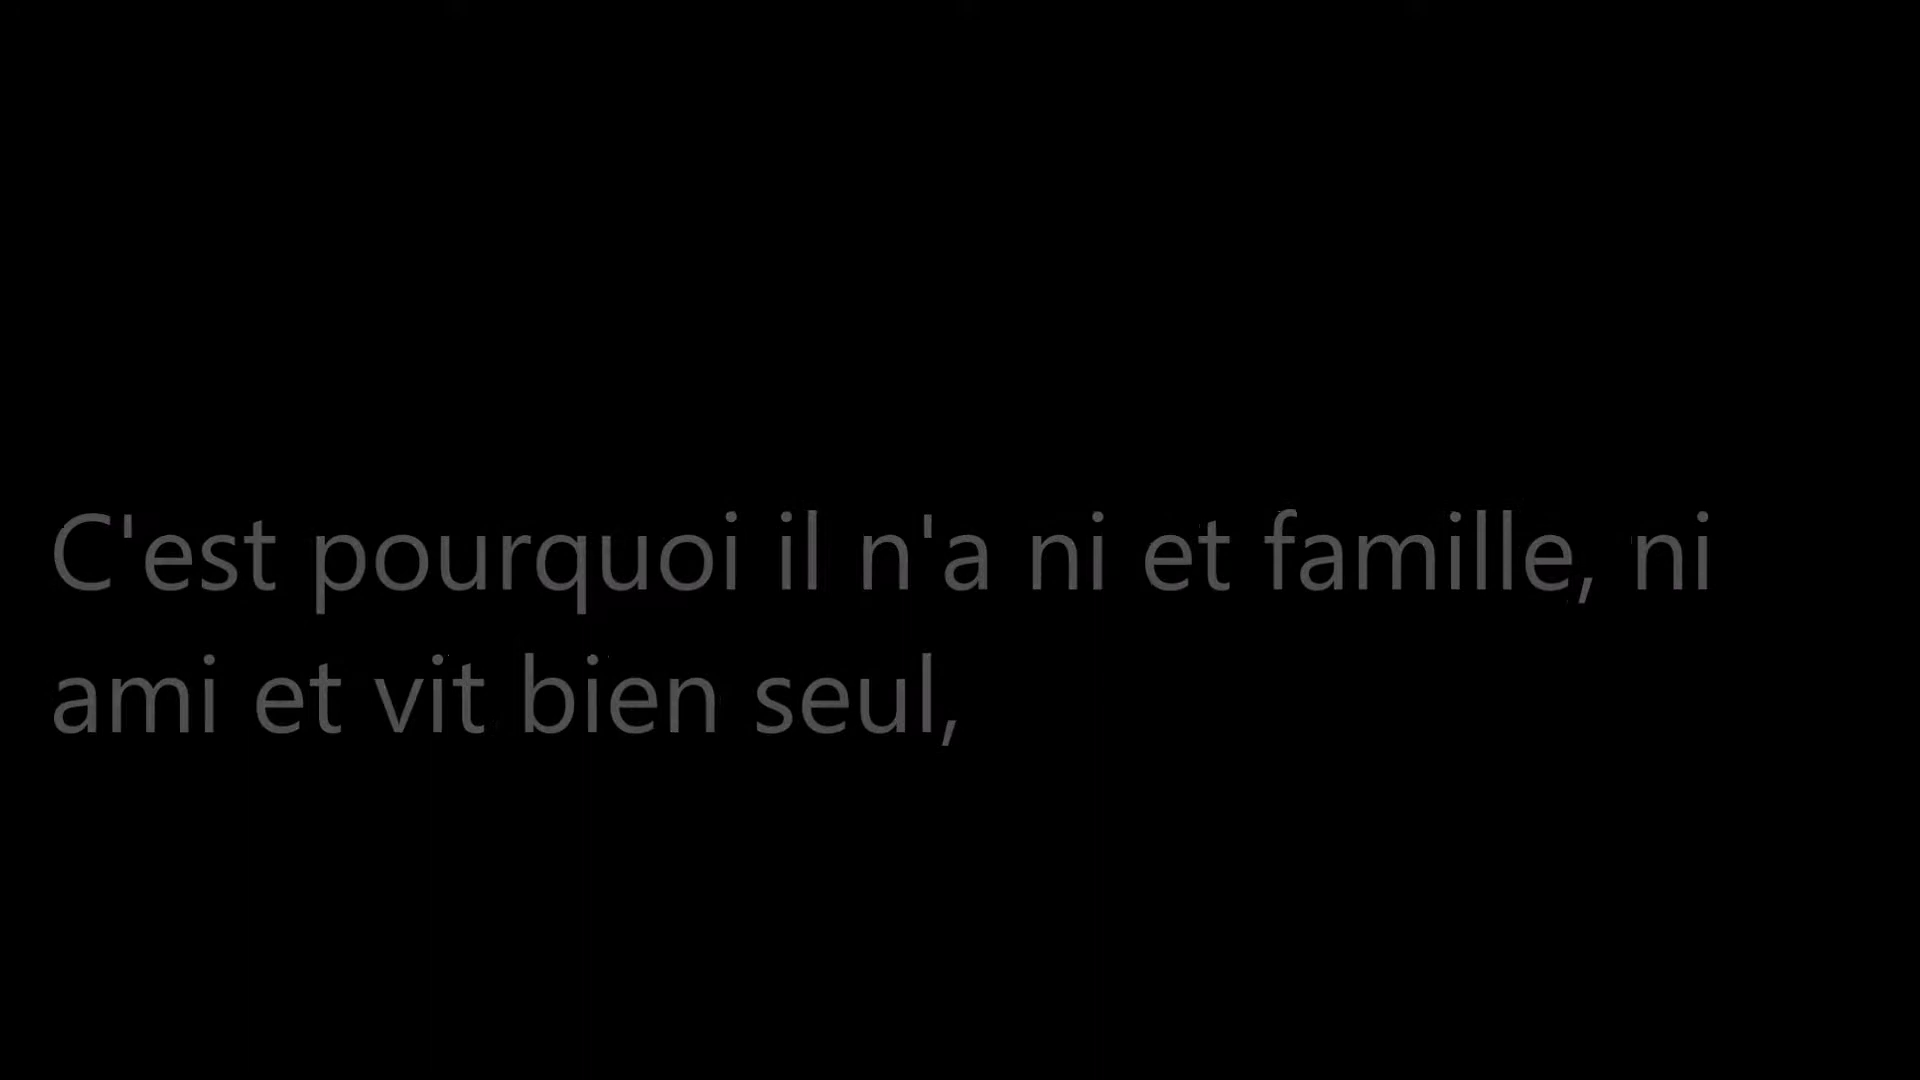 C'est pourquoi il n'a ni et famille, ni
ami et vit bien seul,